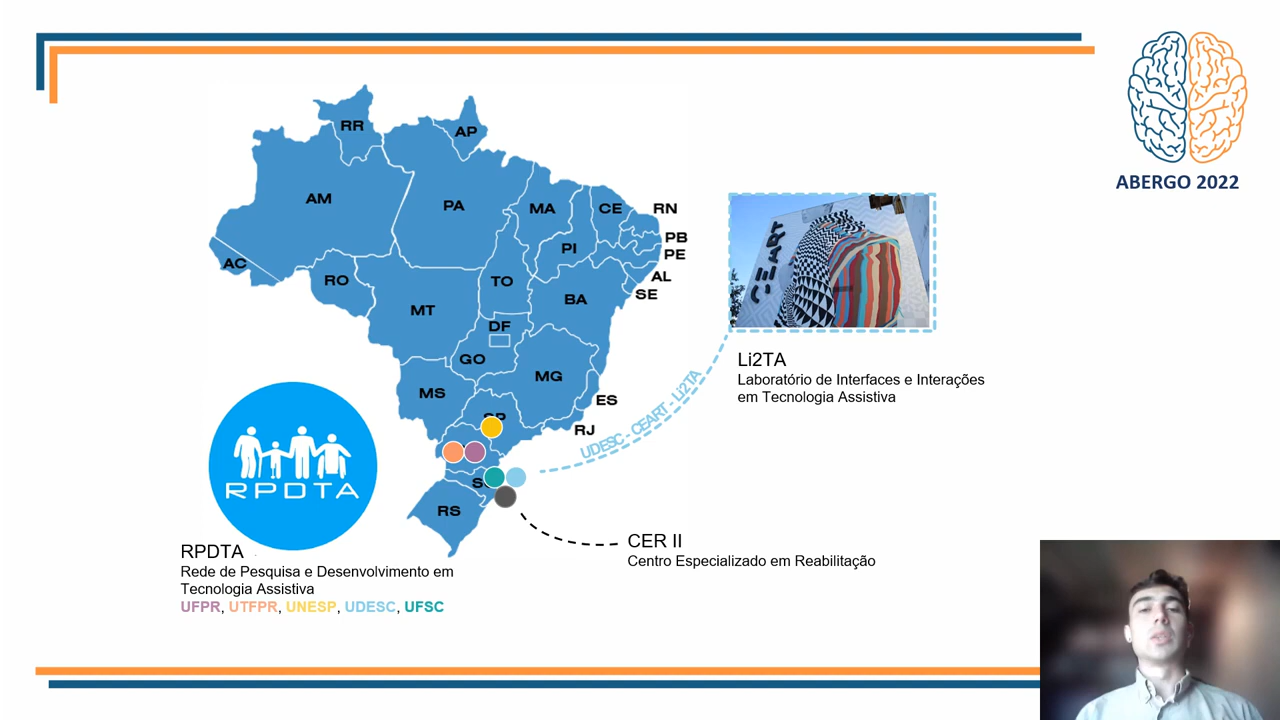 ABERGO 2022
RR
AP
AM
PA
MA
CE
RN
PB
PE
PI
AL
SE
AC
RO
TO
BA
MT
DF
GO
MG
MS
ES
SP
RJ
RS
CEART
Li2TA
Laboratório de Interfaces e Interações
em Tecnologia Assistiva
UDESC - CEART - Li2TA
RPDTA
CER II
Centro Especializado em Reabilitação
RPDTA
Rede de Pesquisa e Desenvolvimento em
Tecnologia Assistiva
UFPR, UTFPR, UNESP, UDESC, UFSC